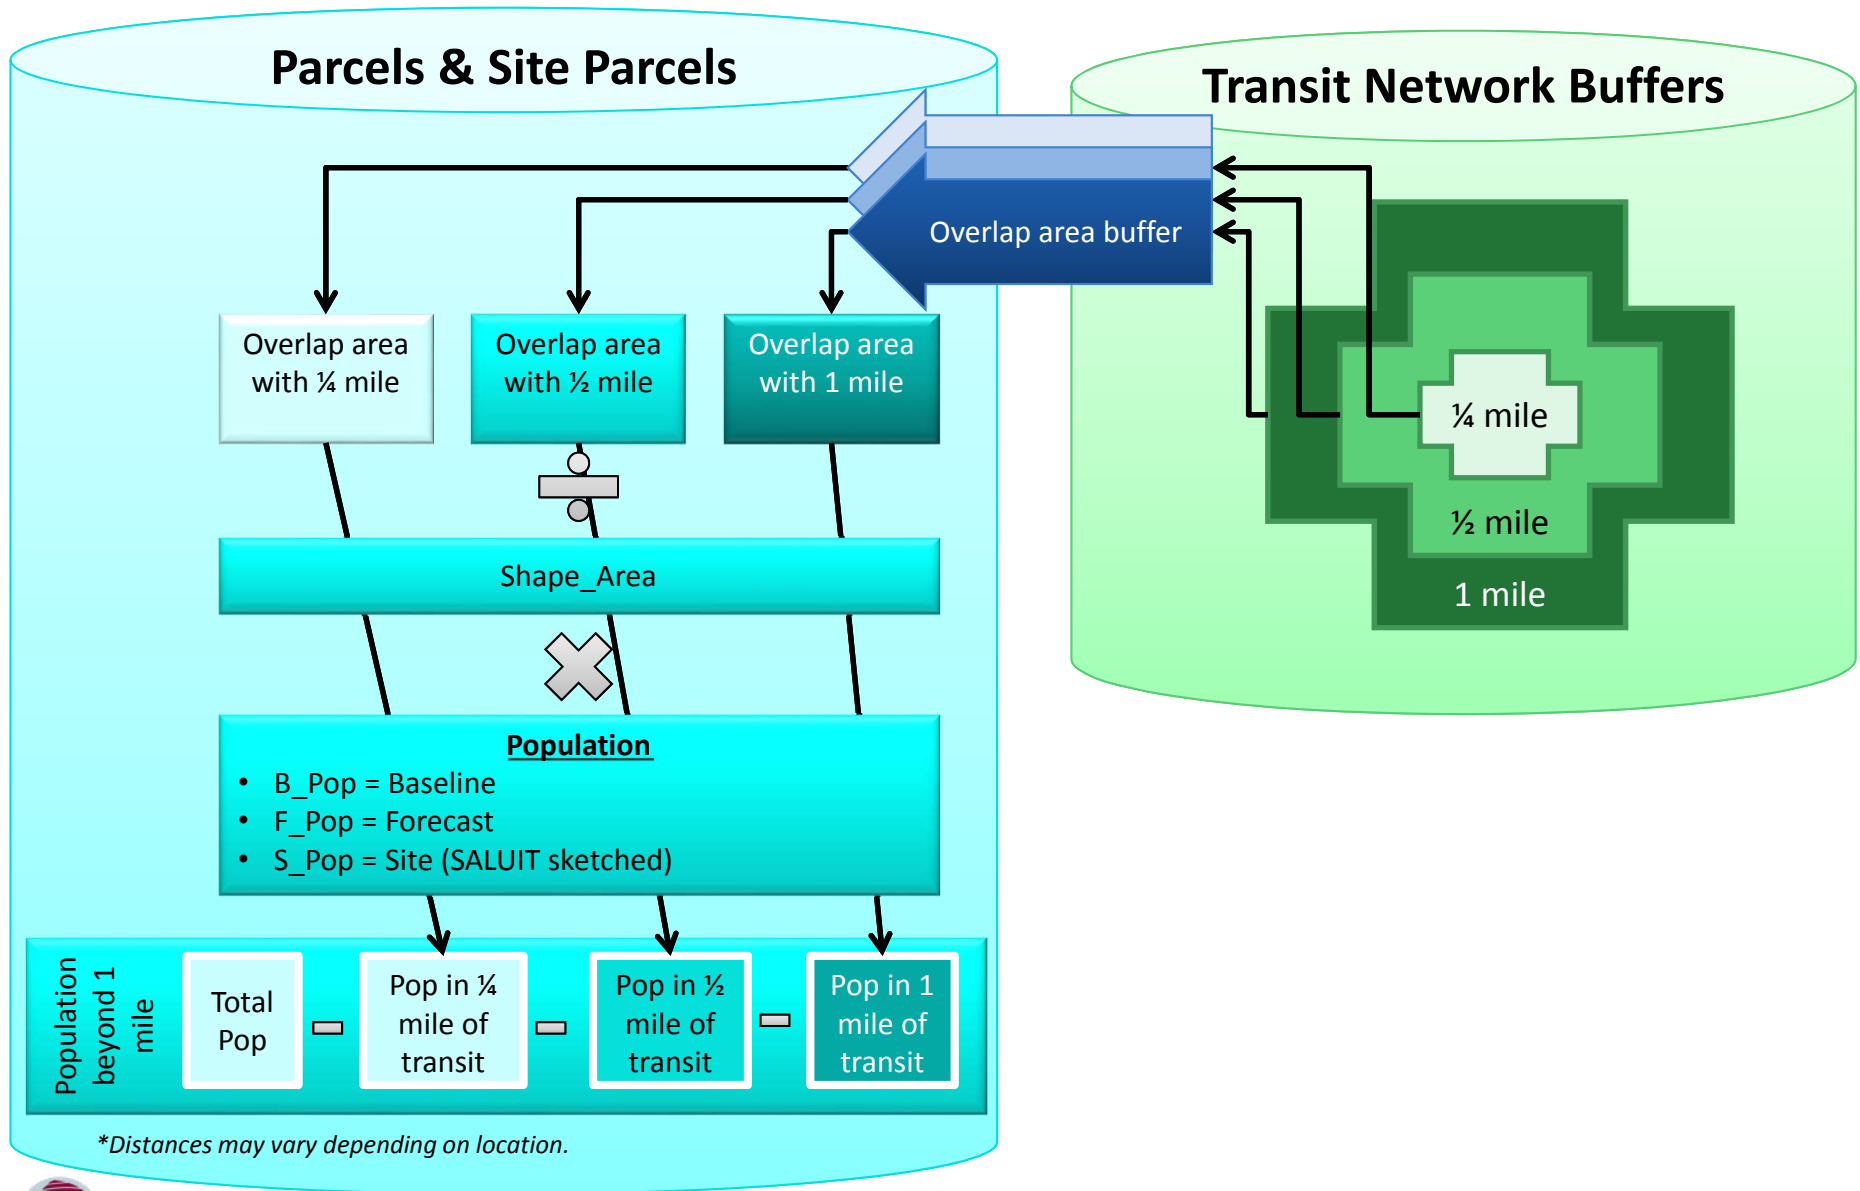 Parcels & Site Parcels
Transit Network Buffers
Overlap area buffer
Overlap area
with ¼ mile
Overlap area
with ½ mile
Overlap area
with 1 mile
¼ mile
½ mile
1 mile
Shape_Area
Population
• B_Pop = Baseline
• F_Pop = Forecast
• S_Pop = Site (SALUIT sketched)
Population
beyond 1
mile
Total
Pop
Pop in ¼
mile of
transit
Pop in ½
mile of
transit
Pop in 1
mile of
transit
*Distances may vary depending on location.